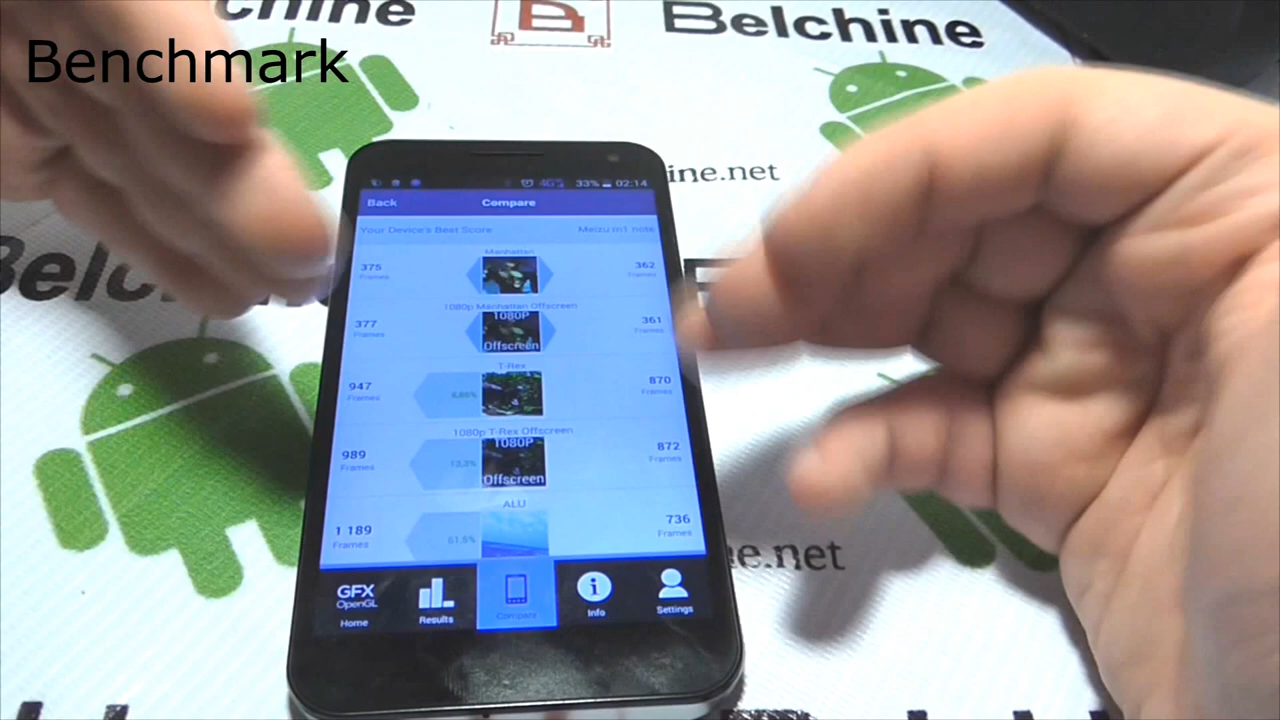 Benchmark
chine
B
Belchine
ine.net
Belchine
33% 02:14
Back
Compare
Your Device's Best Score
Meizu m1 note
Manhattan
375
Frames
362
Frames
1080p Manhattan Offscreen
377
Frames
1080P
Offscreen
361
Frames
T-Rex
947
Frames
8,85%
870
Frames
1080p T-Rex Offscreen
989
Frames
13,3%
1080P
Offscreen
872
Frames
ALU
1 189
Frames
61,5%
736
Frames
e.net
GFX
OpenGL
Home
Results
Compare
Info
Settings